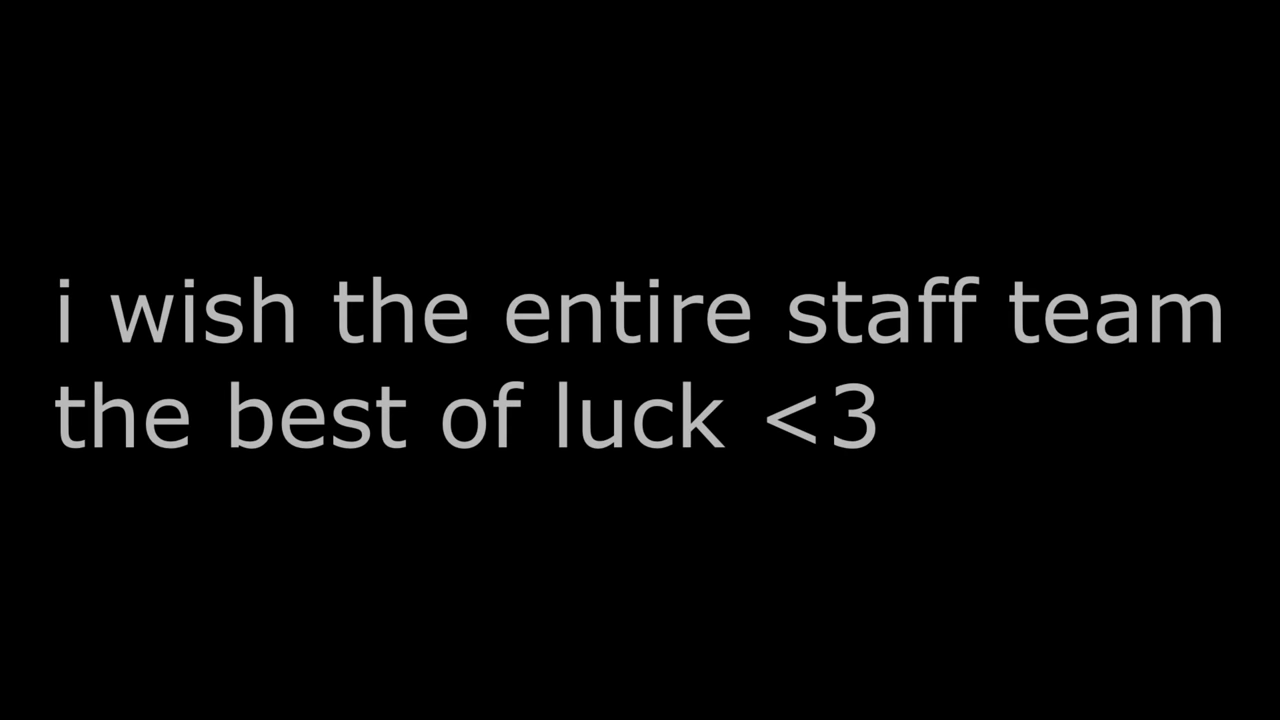 i wish the entire staff team
the best of luck <3